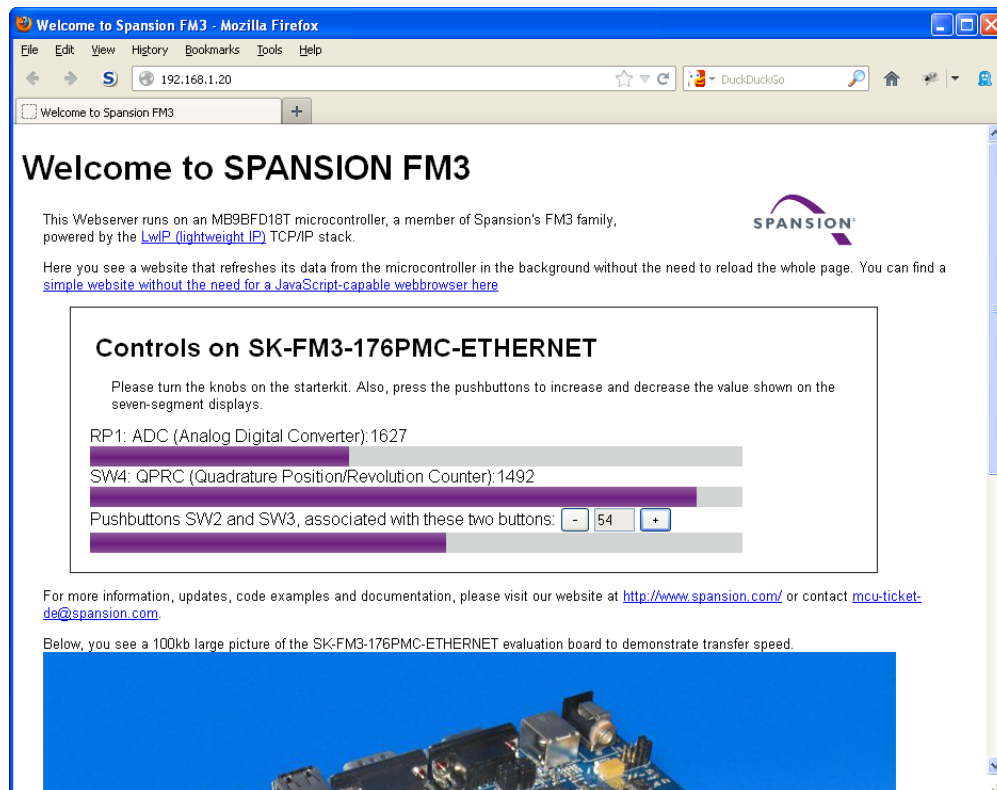 Welcome to Spansion FM3 - Mozilla Firefox
File Edit View History Bookmarks Tools Help
S 192.168.1.20 DuckDuckGo
Welcome to Spansion FM3
Welcome to SPANSION FM3
This Webserver runs on an MB9BFD18T microcontroller, a member of Spansion's FM3 family,
powered by the LwIP (lightweight IP) TCP/IP stack.
SPANSION
Here you see a website that refreshes its data from the microcontroller in the background without the need to reload the whole page. You can find a
simple website without the need for a JavaScript-capable webbrowser here
Controls on SK-FM3-176PMC-ETHERNET
Please turn the knobs on the starterkit. Also, press the pushbuttons to increase and decrease the value shown on the
seven-segment displays.
RP1: ADC (Analog Digital Converter):1627
SW4: QPRC (Quadrature Position/Revolution Counter):1492
Pushbuttons SW2 and SW3, associated with these two buttons: - 54 +
For more information, updates, code examples and documentation, please visit our website at http://www.spansion.com/ or contact mcu-ticket-
de@spansion.com.
Below, you see a 100kb large picture of the SK-FM3-176PMC-ETHERNET evaluation board to demonstrate transfer speed.